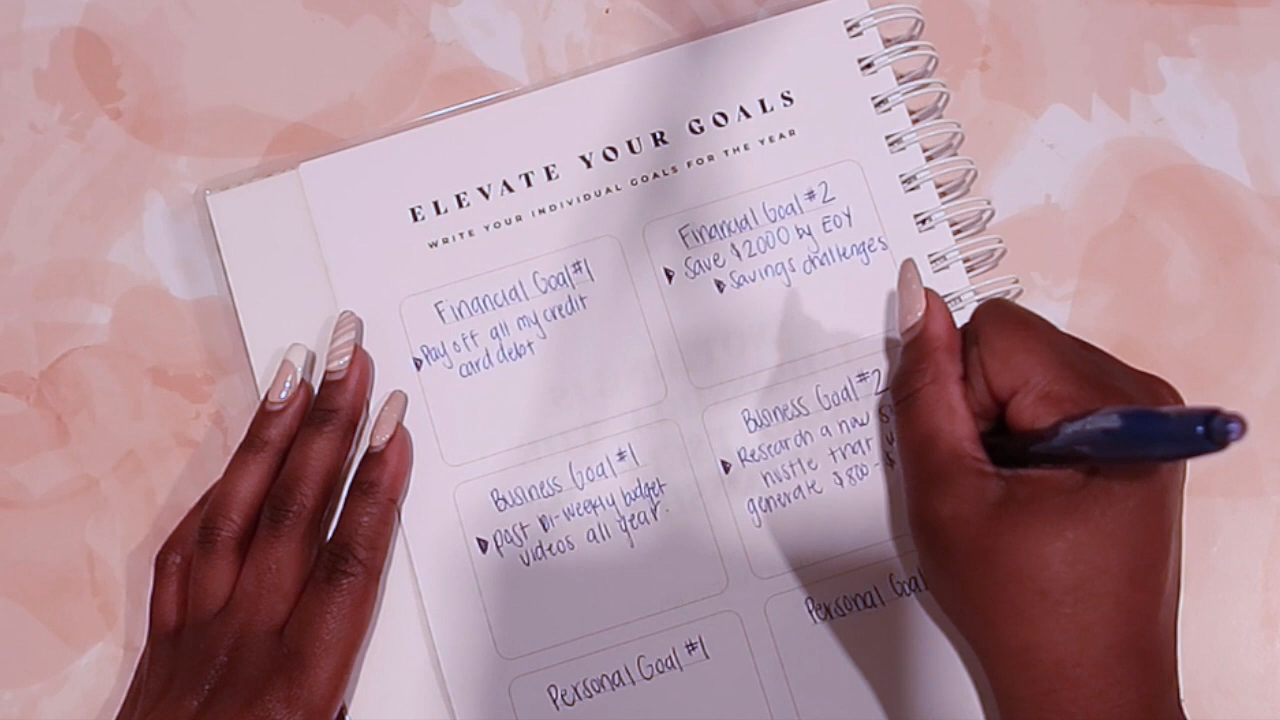 ELEVATE YOUR GOALS
WRITE YOUR INDIVIDUAL GOALS FOR THE YEAR
Financial Goal #1
Pay off all my credit
card debt
Financial Goal #2
Save $2000 by EOY
Savings challenges
Business Goal #1
Post bi-weekly budget
videos all year.
Business Goal #2
Research a new
hustle that
generate $800-
Personal Goal #1
Personal Goal